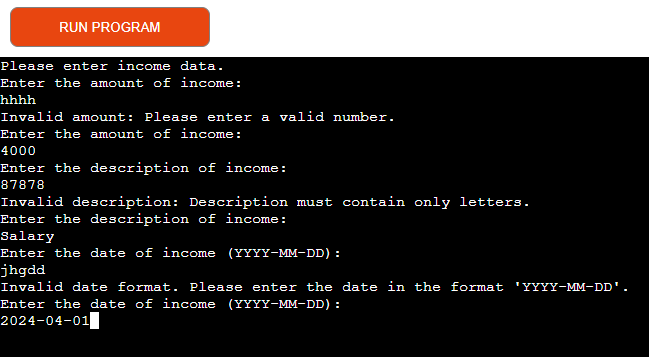 RUN PROGRAM
Please enter income data.
Enter the amount of income:
hhhh
Invalid amount: Please enter a valid number.
Enter the amount of income:
4000
Enter the description of income:
87878
Invalid description: Description must contain only letters.
Enter the description of income:
Salary
Enter the date of income (YYYY-MM-DD):
jhgdd
Invalid date format. Please enter the date in the format 'YYYY-MM-DD'.
Enter the date of income (YYYY-MM-DD):
2024-04-01